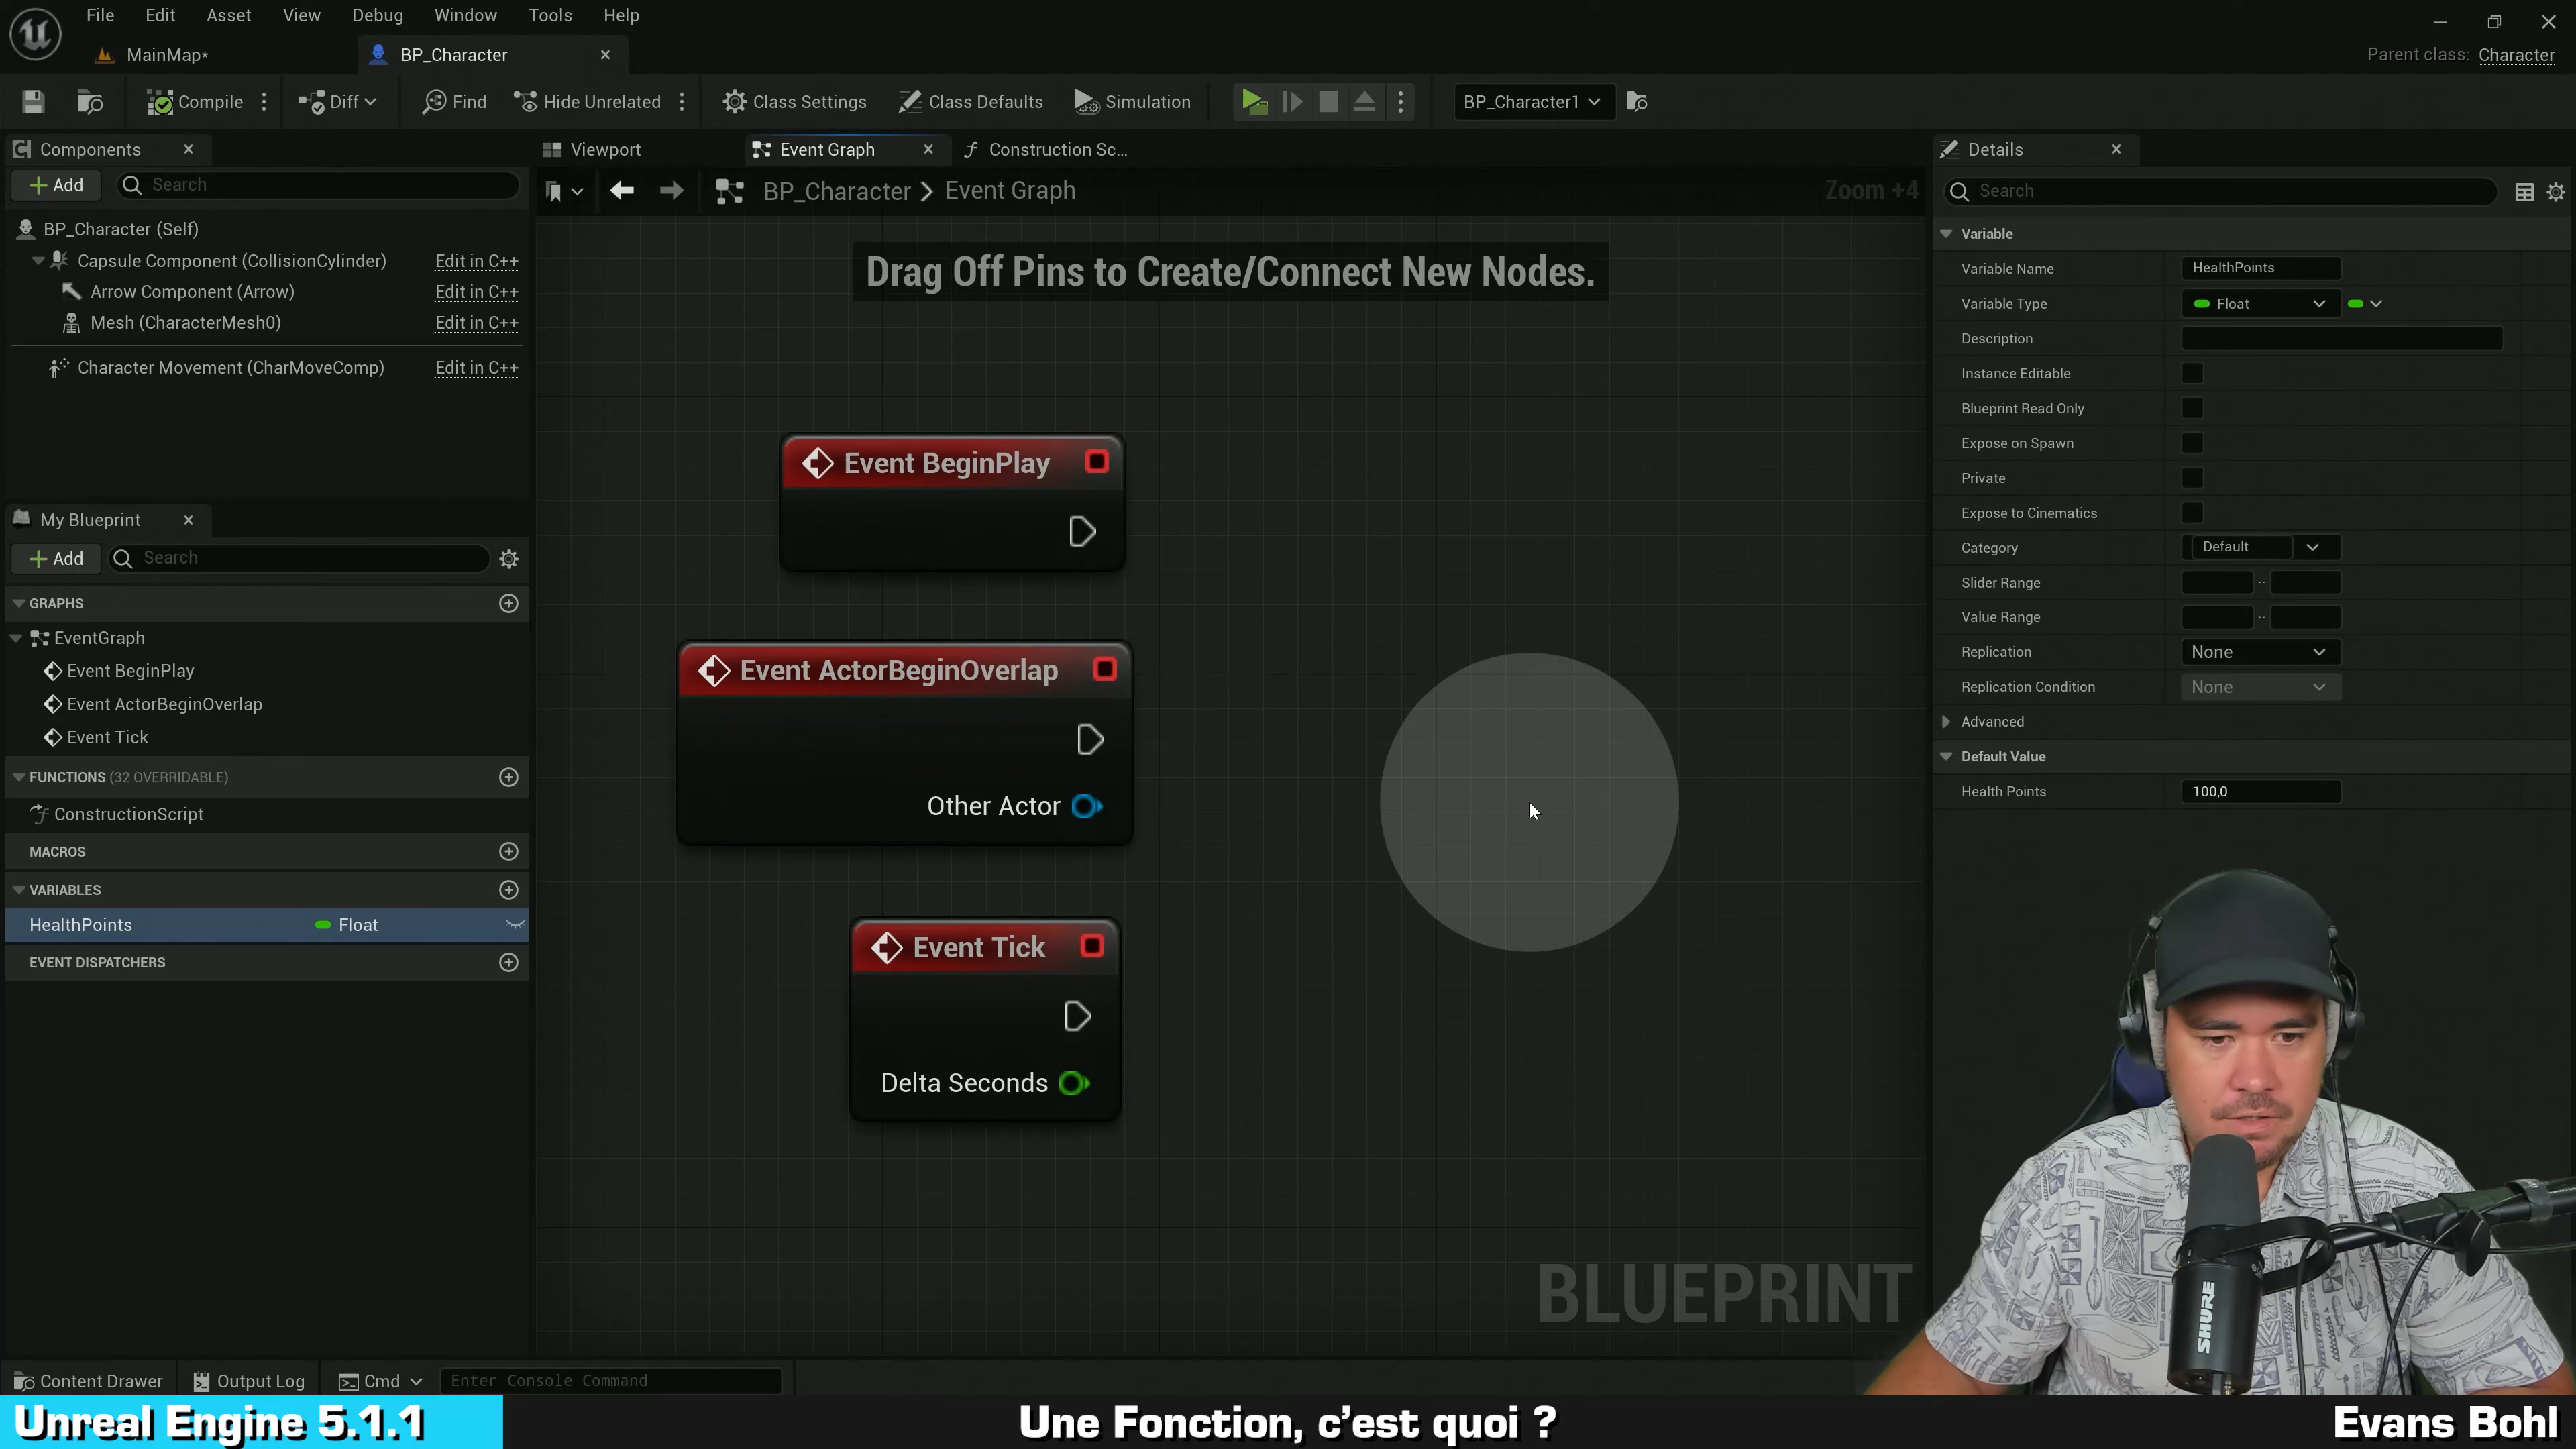 File Edit Asset View Debug Window Tools Help
MainMap*
BP_Character
Parent class: Character
Compile
Diff
Find
Hide Unrelated
Class Settings
Class Defaults
Simulation
BP_Character1
Components
Add
Search
BP_Character (Self)
Capsule Component (CollisionCylinder) Edit in C++
Arrow Component (Arrow) Edit in C++
Mesh (CharacterMesh0) Edit in C++
Character Movement (CharMoveComp) Edit in C++
My Blueprint
Add
Search
GRAPHS
EventGraph
Event BeginPlay
Event ActorBeginOverlap
Event Tick
FUNCTIONS (32 OVERRIDABLE)
ConstructionScript
MACROS
VARIABLES
HealthPoints Float
EVENT DISPATCHERS
Viewport
Event Graph
Construction Sc...
BP_Character > Event Graph
Zoom +4
Drag Off Pins to Create/Connect New Nodes.
Event BeginPlay
Event ActorBeginOverlap
Other Actor
Event Tick
Delta Seconds
BLUEPRINT
Details
Search
Variable
Variable Name HealthPoints
Variable Type Float
Description
Instance Editable
Blueprint Read Only
Expose on Spawn
Private
Expose to Cinematics
Category Default
Slider Range
Value Range
Replication None
Replication Condition None
Advanced
Default Value
Health Points 100,0
SHURE
Content Drawer
Output Log
Cmd
Enter Console Command
Unreal Engine 5.1.1
Une Fonction, c'est quoi ?
Evans Bohl